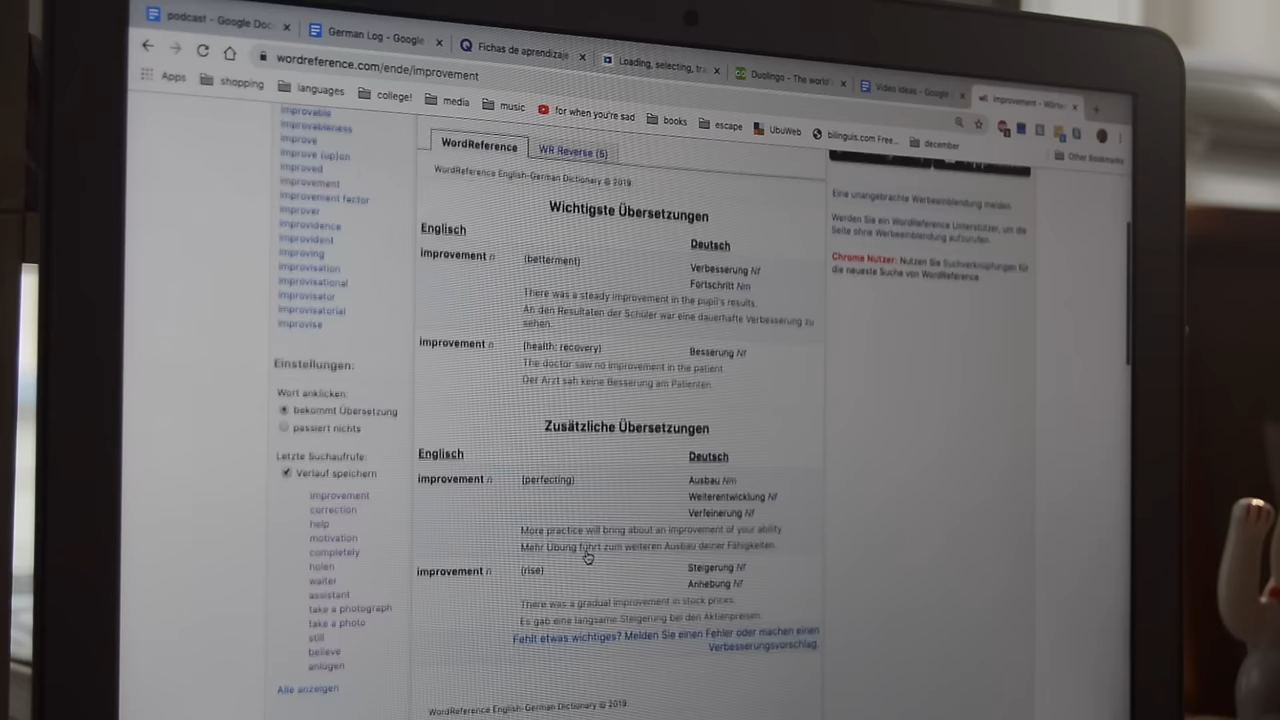 podcast - Google Doc
German Log - Google
Fichas de aprendizaje
Loading, selecting, tra
Duolingo - The world'
Video ideas - Google
improvement - Wörte
wordreference.com/ende/improvement
Apps
shopping
languages
college!
media
music
for when you're sad
books
escape
UbuWeb
bilinguis.com Free...
december
Other Bookmarks
improvable
improvableness
improve
improve (up)on
improved
improvement
improvement factor
improver
improvidence
improvident
improving
improvisation
improvisational
improvisator
improvisatorial
improvise
Einstellungen:
Wort anklicken:
bekommt Übersetzung
passiert nichts
Letzte Suchaufrufe:
Verlauf speichern
improvement
correction
help
motivation
completely
holen
waiter
assistant
take a photograph
take a photo
still
believe
anlügen
Alle anzeigen
WordReference
WR Reverse (6)
WordReference English-German Dictionary © 2019
Wichtigste Übersetzungen
Englisch
Deutsch
improvement n (betterment) Verbesserung Nf
Fortschritt Nm
There was a steady improvement in the pupil's results.
An den Resultaten der Schüler war eine dauerhafte Verbesserung zu
sehen.
improvement n (health: recovery) Besserung Nf
The doctor saw no improvement in the patient.
Der Arzt sah keine Besserung am Patienten.
Zusätzliche Übersetzungen
Englisch
Deutsch
improvement n (perfecting) Ausbau Nm
Weiterentwicklung Nf
Verfeinerung Nf
More practice will bring about an improvement of your ability.
Mehr Übung führt zum weiteren Ausbau deiner Fähigkeiten.
improvement n (rise) Steigerung Nf
Anhebung Nf
There was a gradual improvement in stock prices.
Es gab eine langsame Steigerung bei den Aktienpreisen.
Fehlt etwas wichtiges? Melden Sie einen Fehler oder machen einen
Verbesserungsvorschlag.
WordReference English-German Dictionary © 2019
Eine unangebrachte Werbeeinblendung melden.
Werden Sie ein WordReference Unterstützer, um die
Seite ohne Werbeeinblendung aufzurufen.
Chrome Nutzer: Nutzen Sie Suchverknüpfungen für
die neueste Suche von WordReference